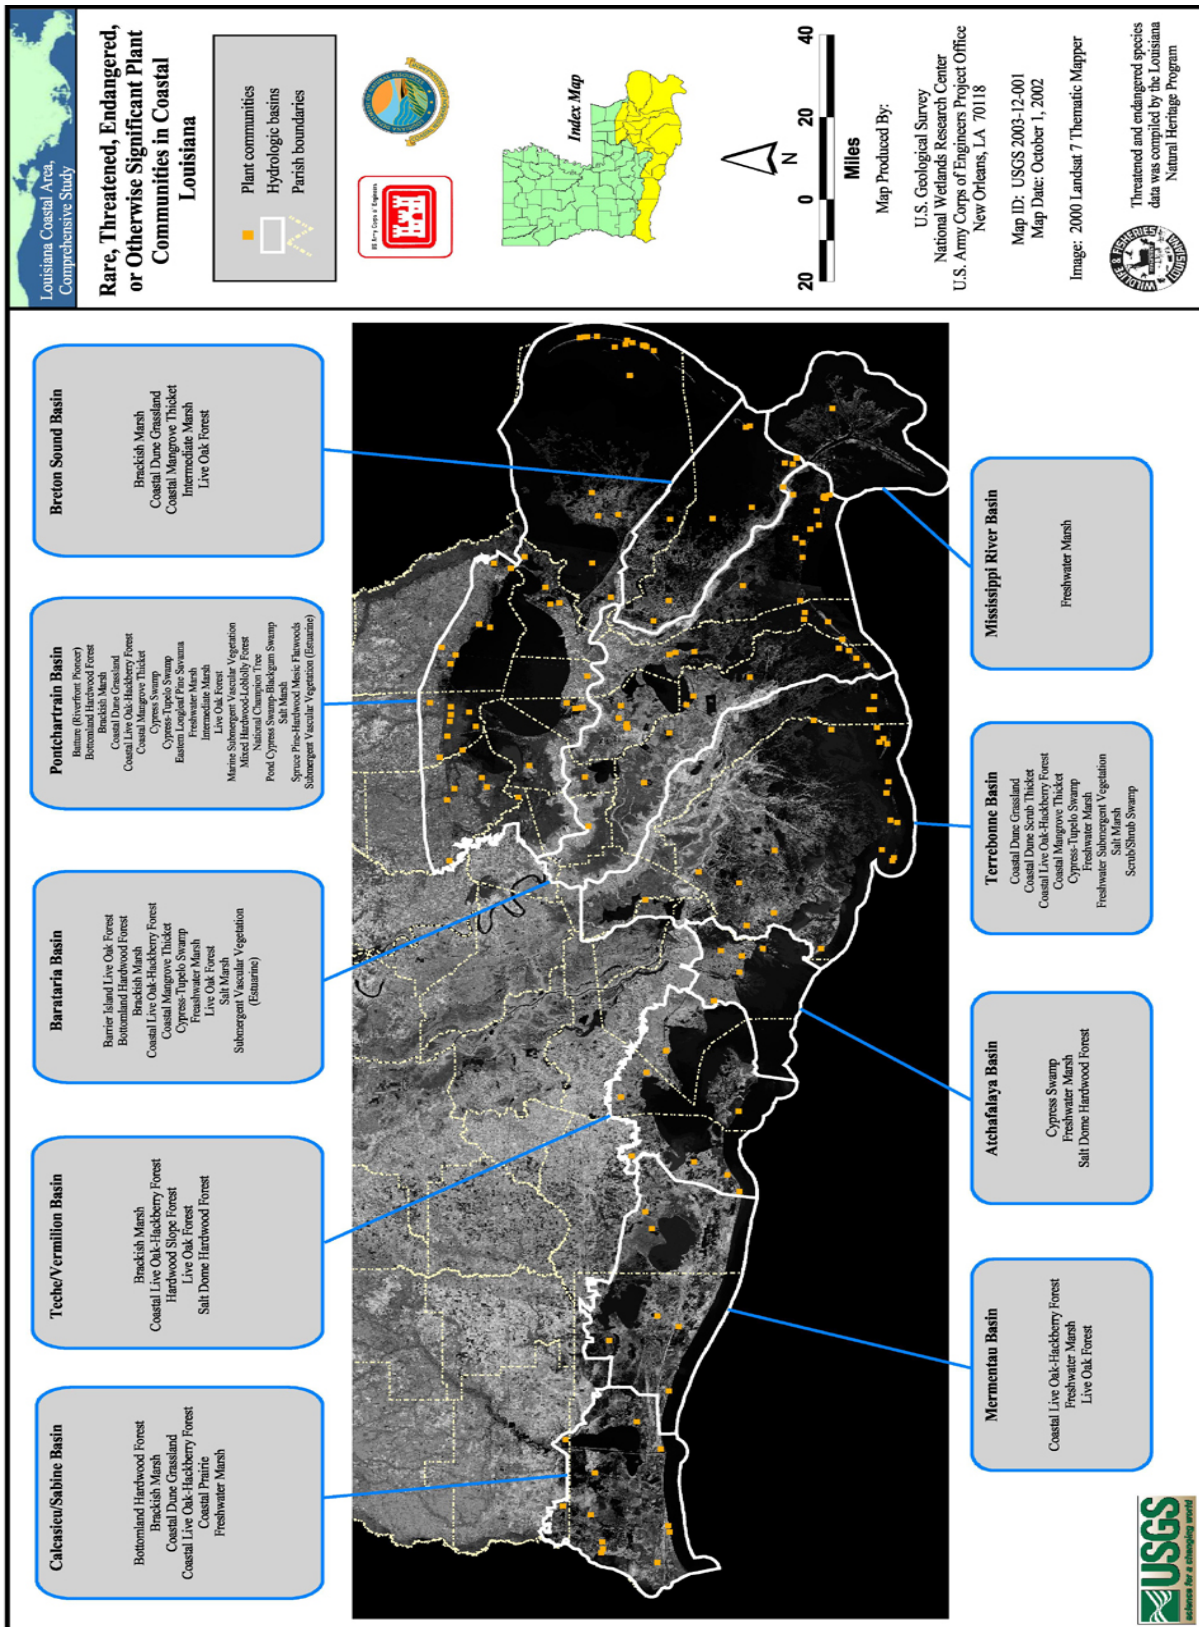 Louisiana Coastal Area,
Comprehensive Study
Rare, Threatened, Endangered,
or Otherwise Significant Plant
Communities in Coastal
Louisiana
Plant communities
Hydrologic basins
Parish boundaries
US Army Corps of Engineers
Index Map
20 0 20 40
Miles
N
Map Produced By:
U.S. Geological Survey
National Wetlands Research Center
U.S. Army Corps of Engineers Project Office
New Orleans, LA 70118
Map ID: USGS 2003-12-001
Map Date: October 1, 2002
Image: 2000 Landsat 7 Thematic Mapper
Threatened and endangered species
data was compiled by the Louisiana
Natural Heritage Program
LOUISIANA
WILDLIFE & FISHERIES
Calcasieu/Sabine Basin
Bottomland Hardwood Forest
Brackish Marsh
Coastal Dune Grassland
Coastal Live Oak-Hackberry Forest
Coastal Prairie
Freshwater Marsh
Teche/Vermilion Basin
Brackish Marsh
Coastal Live Oak-Hackberry Forest
Hardwood Slope Forest
Live Oak Forest
Salt Dome Hardwood Forest
Barataria Basin
Barrier Island Live Oak Forest
Bottomland Hardwood Forest
Brackish Marsh
Coastal Live Oak-Hackberry Forest
Coastal Mangrove Thicket
Cypress-Tupelo Swamp
Freashwater Marsh
Live Oak Forest
Salt Marsh
Submergent Vascular Vegetation
(Estuarine)
Pontchartrain Basin
Batture (Riverfront Pioneer)
Bottomland Hardwood Forest
Brackish Marsh
Coastal Dune Grassland
Coastal Live Oak-Hackberry Forest
Coastal Mangrove Thicket
Cypress Swamp
Cypress-Tupelo Swamp
Eastern Longleaf Pine Savanna
Freshwater Marsh
Intermediate Marsh
Live Oak Forest
Marine Submergent Vascular Vegetation
Mixed Hardwood-Loblolly Forest
National Champion Tree
Pond Cypress Swamp-Blackgum Swamp
Salt Marsh
Spruce Pine-Hardwood Mesic Flatwoods
Submergent Vascular Vegetation (Estuarine)
Breton Sound Basin
Brackish Marsh
Coastal Dune Grassland
Coastal Mangrove Thicket
Intermediate Marsh
Live Oak Forest
Mermentau Basin
Coastal Live Oak-Hackberry Forest
Freshwater Marsh
Live Oak Forest
Atchafalaya Basin
Cypress Swamp
Freshwater Marsh
Salt Dome Hardwood Forest
Terrebonne Basin
Coastal Dune Grassland
Coastal Dune Scrub Thicket
Coastal Live Oak-Hackberry Forest
Coastal Mangrove Thicket
Cypress-Tupelo Swamp
Freshwater Marsh
Freshwater Submergent Vegetation
Salt Marsh
Scrub/Shrub Swamp
Mississippi River Basin
Freshwater Marsh
USGS
science for a changing world